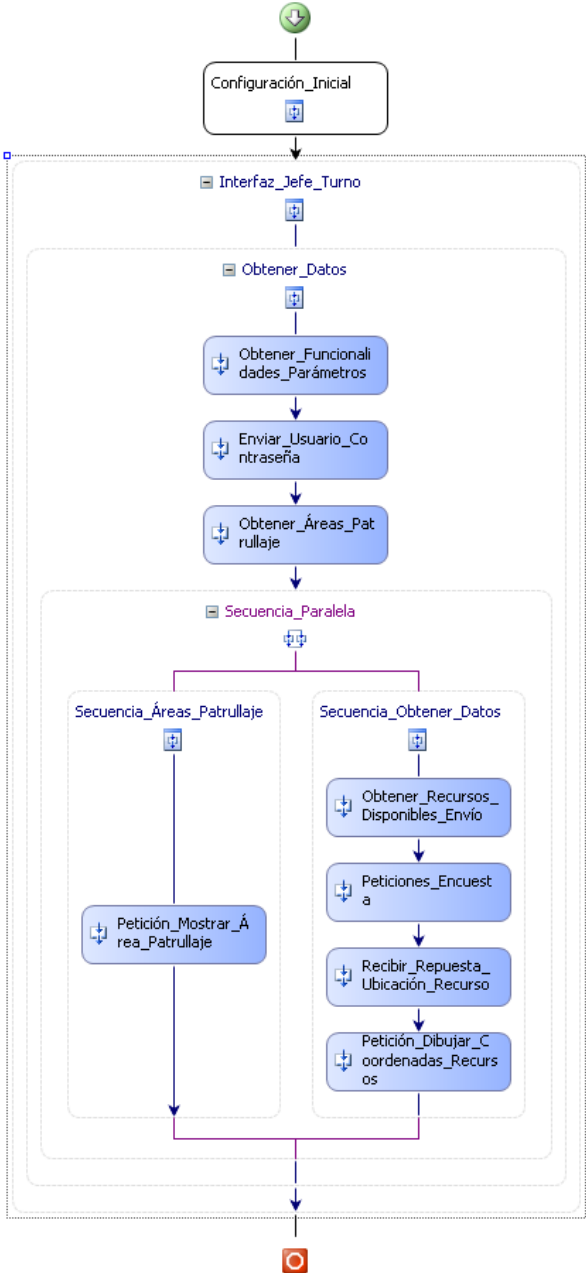 Configuración_Inicial
Interfaz_Jefe_Turno
Obtener_Datos
Obtener_Funcionali
dades_Parámetros
Enviar_Usuario_Co
ntraseña
Obtener_Áreas_Pat
rullaje
Secuencia_Paralela
Secuencia_Áreas_Patrullaje
Petición_Mostrar_Á
rea_Patrullaje
Secuencia_Obtener_Datos
Obtener_Recursos_
Disponibles_Envío
Peticiones_Encuest
a
Recibir_Repuesta_
Ubicación_Recurso
Petición_Dibujar_C
oordenadas_Recurs
os